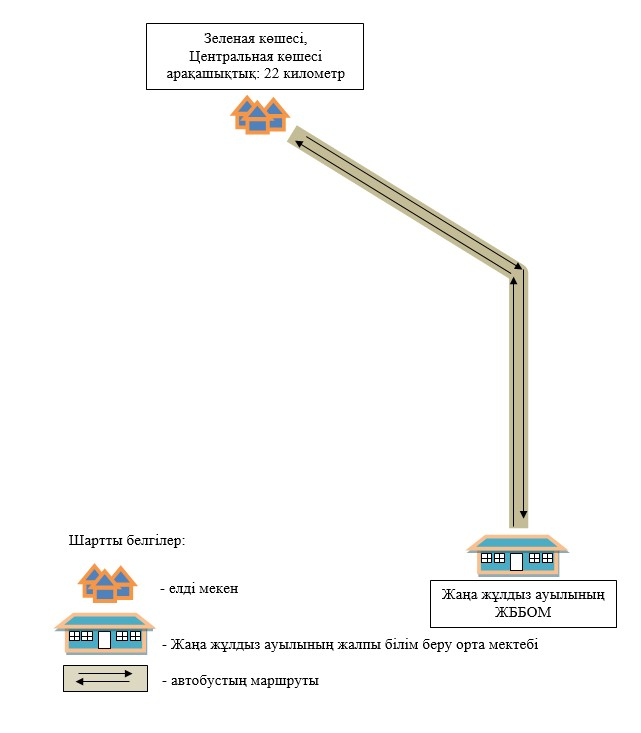 Зеленая көшесі,
Центральная көшесі
арақашықтық: 22 километр
Жаңа жұлдыз ауылының
ЖББОМ
Шартты белгілер:
- елді мекен
- Жаңа жұлдыз ауылының жалпы білім беру орта мектебі
- автобустың маршруты